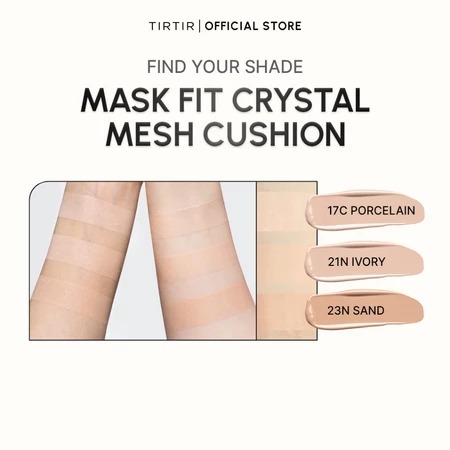 TIRTIR | OFFICIAL STORE
FIND YOUR SHADE
MASK FIT CRYSTAL
MESH CUSHION
17C PORCELAIN
21N IVORY
23N SAND